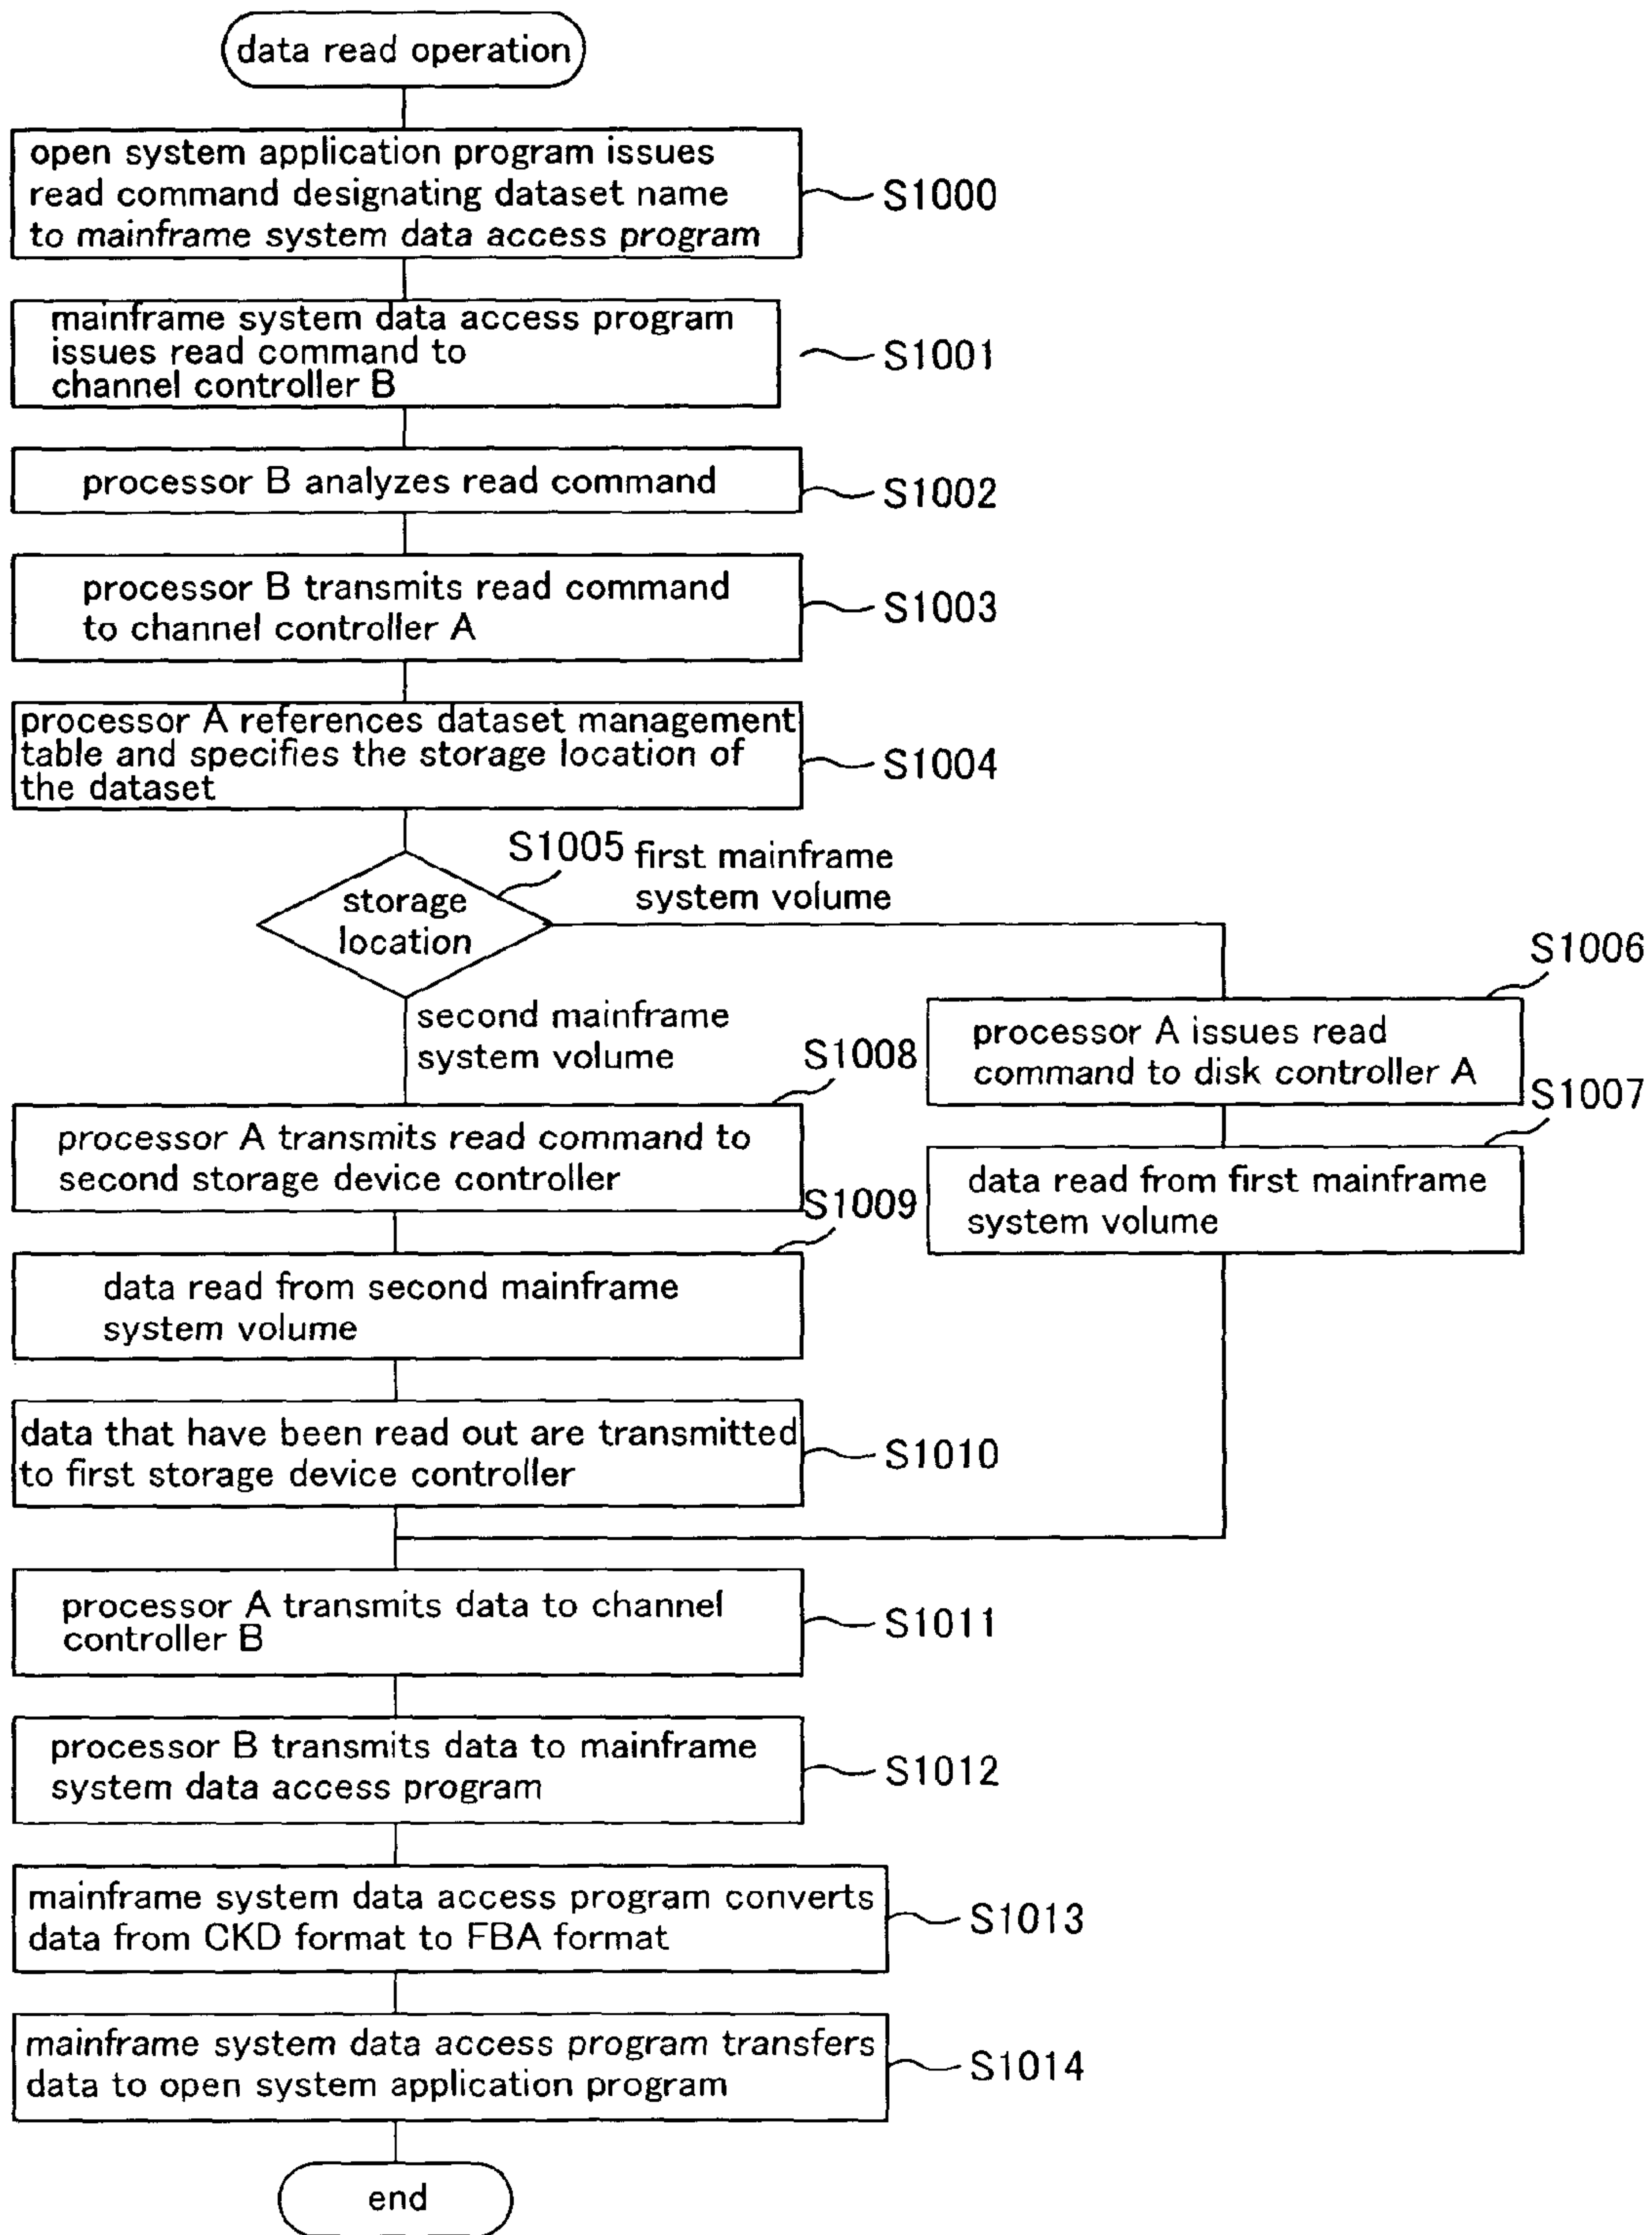 data read operation
open system application program issues
read command designating dataset name
to mainframe system data access program
S1000
mainframe system data access program
issues read command to
channel controller B
S1001
processor B analyzes read command
S1002
processor B transmits read command
to channel controller A
S1003
processor A references dataset management
table and specifies the storage location of
the dataset
S1004
S1005
first mainframe
system volume
storage
location
S1006
second mainframe
system volume
processor A issues read
command to disk controller A
S1008
S1007
processor A transmits read command to
second storage device controller
data read from first mainframe
system volume
S1009
data read from second mainframe
system volume
data that have been read out are transmitted
to first storage device controller
S1010
processor A transmits data to channel
controller B
S1011
processor B transmits data to mainframe
system data access program
S1012
mainframe system data access program converts
data from CKD format to FBA format
S1013
mainframe system data access program transfers
data to open system application program
S1014
end